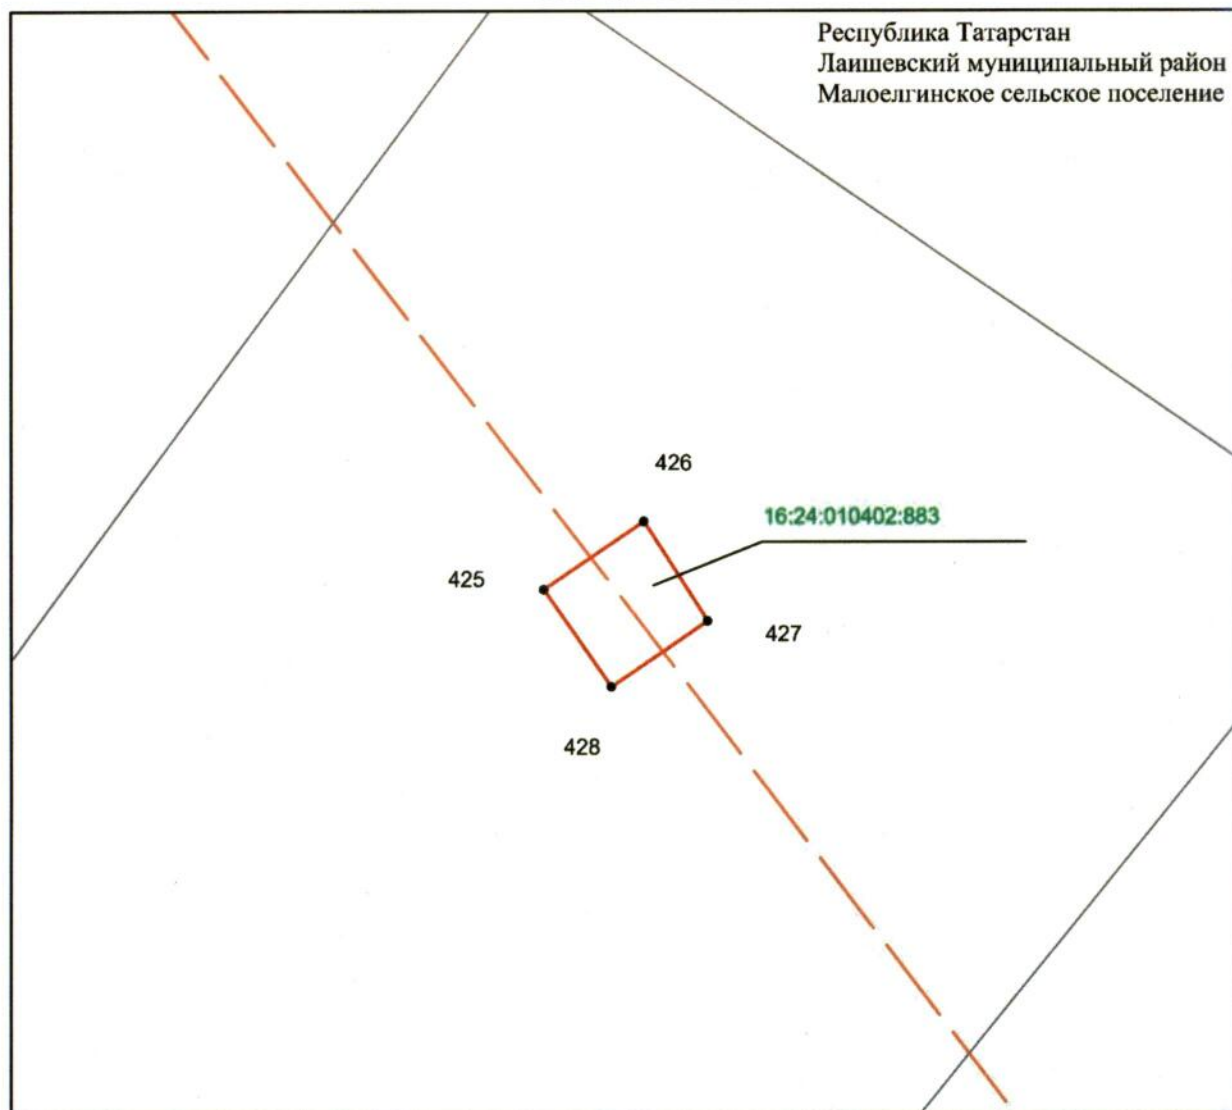 Республика Татарстан
Лаишевский муниципальный район
Малоелгинское сельское поселение
426
16:24:010402:883
425
427
428